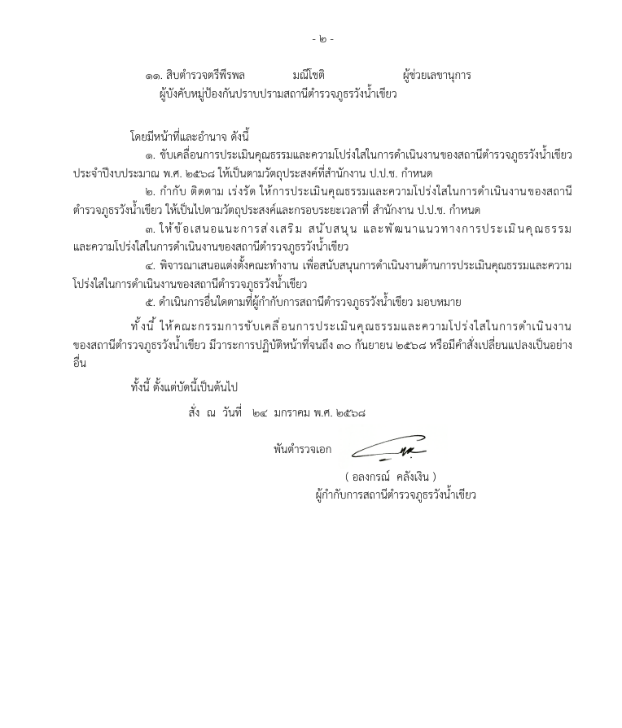 - ๒ -
๑๑. สิบตำรวจตรีพีรพล มณีโชติ ผู้ช่วยเลขานุการ
ผู้บังคับหมู่ป้องกันปราบปรามสถานีตำรวจภูธรวังน้ำเขียว
โดยมีหน้าที่และอำนาจ ดังนี้
๑. ขับเคลื่อนการประเมินคุณธรรมและความโปร่งใสในการดำเนินงานของสถานีตำรวจภูธรวังน้ำเขียว
ประจำปีงบประมาณ พ.ศ. ๒๕๖๘ ให้เป็นตามวัตถุประสงค์ที่สำนักงาน ป.ป.ช. กำหนด
๒. กำกับ ติดตาม เร่งรัด ให้การประเมินคุณธรรมและความโปร่งใสในการดำเนินงานของสถานี
ตำรวจภูธรวังน้ำเขียว ให้เป็นไปตามวัตถุประสงค์และกรอบระยะเวลาที่ สำนักงาน ป.ป.ช. กำหนด
๓. ให้ข้อเสนอแนะการส่งเสริม สนับสนุน และพัฒนาแนวทางการประเมินคุณธรรม
และความโปร่งใสในการดำเนินงานของสถานีตำรวจภูธรวังน้ำเขียว
๔. พิจารณาเสนอแต่งตั้งคณะทำงาน เพื่อสนับสนุนการดำเนินงานด้านการประเมินคุณธรรมและความ
โปร่งใสในการดำเนินงานของสถานีตำรวจภูธรวังน้ำเขียว
๕. ดำเนินการอื่นใดตามที่ผู้กำกับการสถานีตำรวจภูธรวังน้ำเขียว มอบหมาย
ทั้งนี้ ให้คณะกรรมการขับเคลื่อนการประเมินคุณธรรมและความโปร่งใสในการดำเนินงาน
ของสถานีตำรวจภูธรวังน้ำเขียว มีวาระการปฏิบัติหน้าที่จนถึง ๓๐ กันยายน ๒๕๖๘ หรือมีคำสั่งเปลี่ยนแปลงเป็นอย่าง
อื่น
ทั้งนี้ ตั้งแต่บัดนี้เป็นต้นไป
สั่ง ณ วันที่ ๒๔ มกราคม พ.ศ. ๒๕๖๘
พันตำรวจเอก
( อลงกรณ์ คลังเงิน )
ผู้กำกับการสถานีตำรวจภูธรวังน้ำเขียว